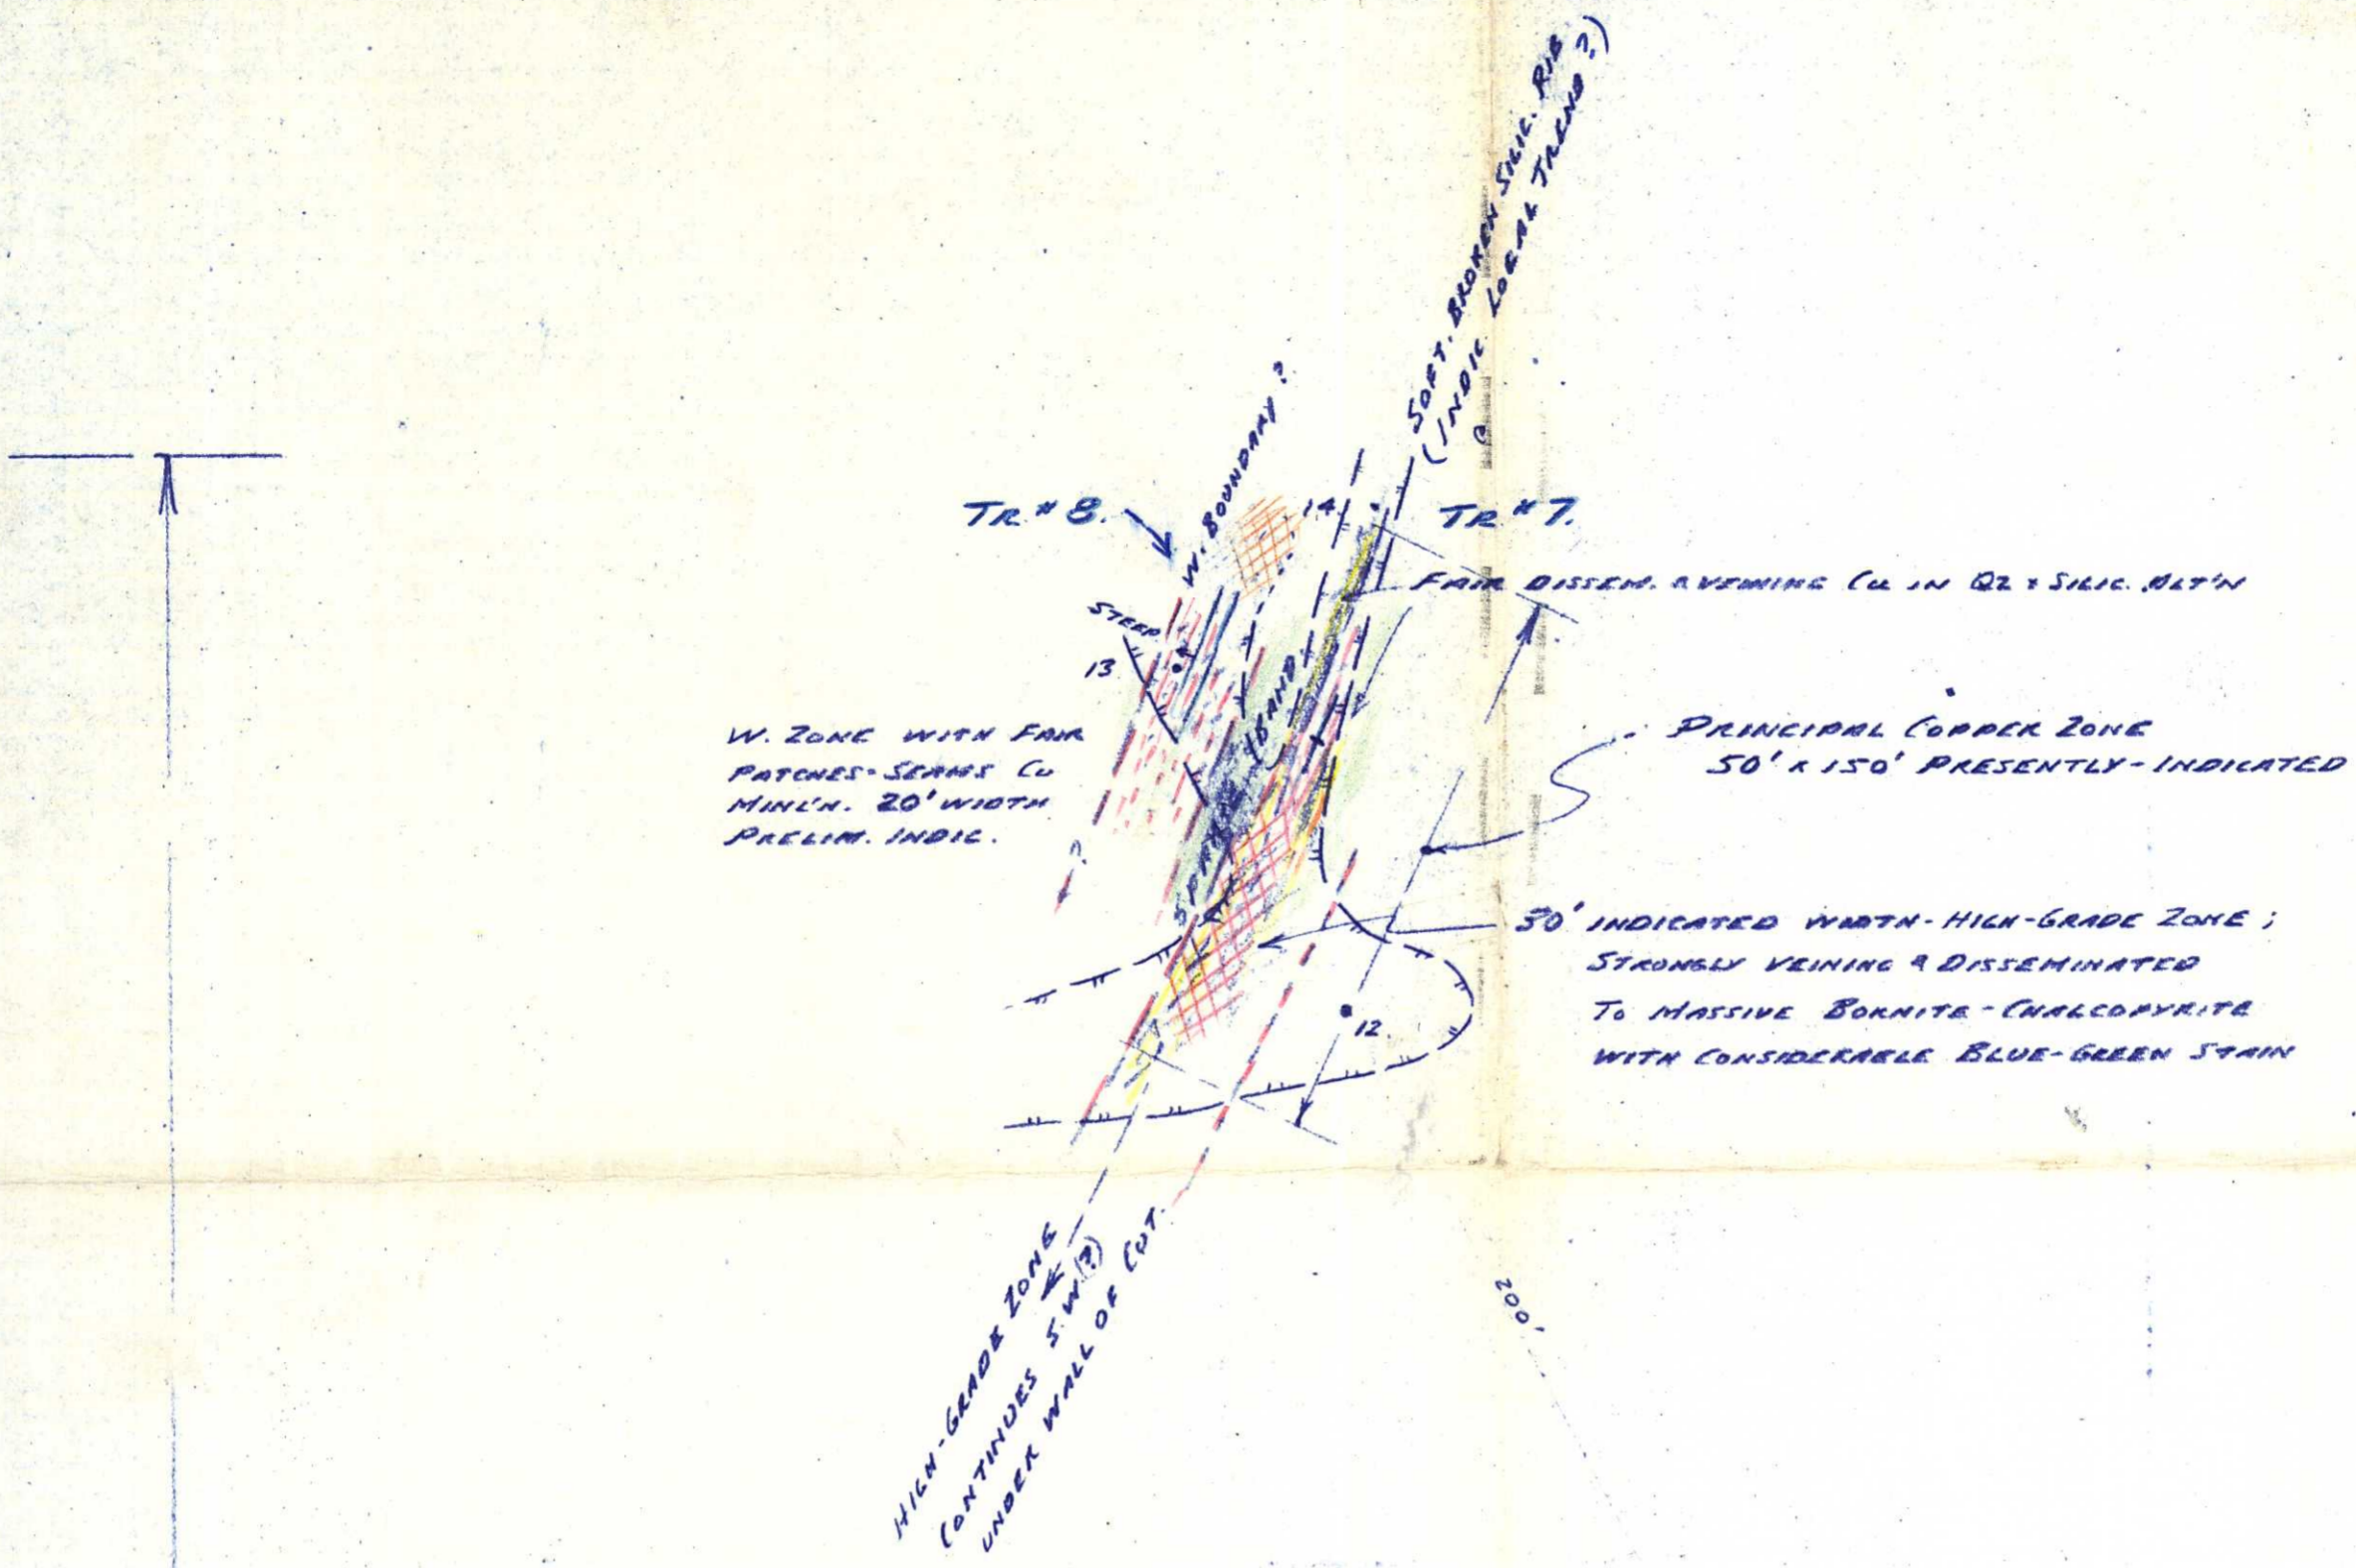 SOFT. BROKEN SILIC. RIB
(INDIC. LOCAL TREND?)
W. BOUNDARY?
TR # 8.
14
TR # 7.
FAIR DISSEM. & VEINING Cu IN QZ & SILIC. ALT'N
STEEP
13
W. ZONE WITH FAIR
PATCHES-SEAMS Cu
MINL'N. 20' WIDTH
PRELIM. INDIC.
?
PRINCIPAL COPPER ZONE
50' x 150' PRESENTLY-INDICATED
30' INDICATED WIDTH-HIGH-GRADE ZONE;
STRONGLY VEINING & DISSEMINATED
TO MASSIVE BORNITE-CHALCOPYRITE
WITH CONSIDERABLE BLUE-GREEN STAIN
12.
HIGH-GRADE ZONE
CONTINUES S.W(?)
UNDER WALL OF CUT.
200'